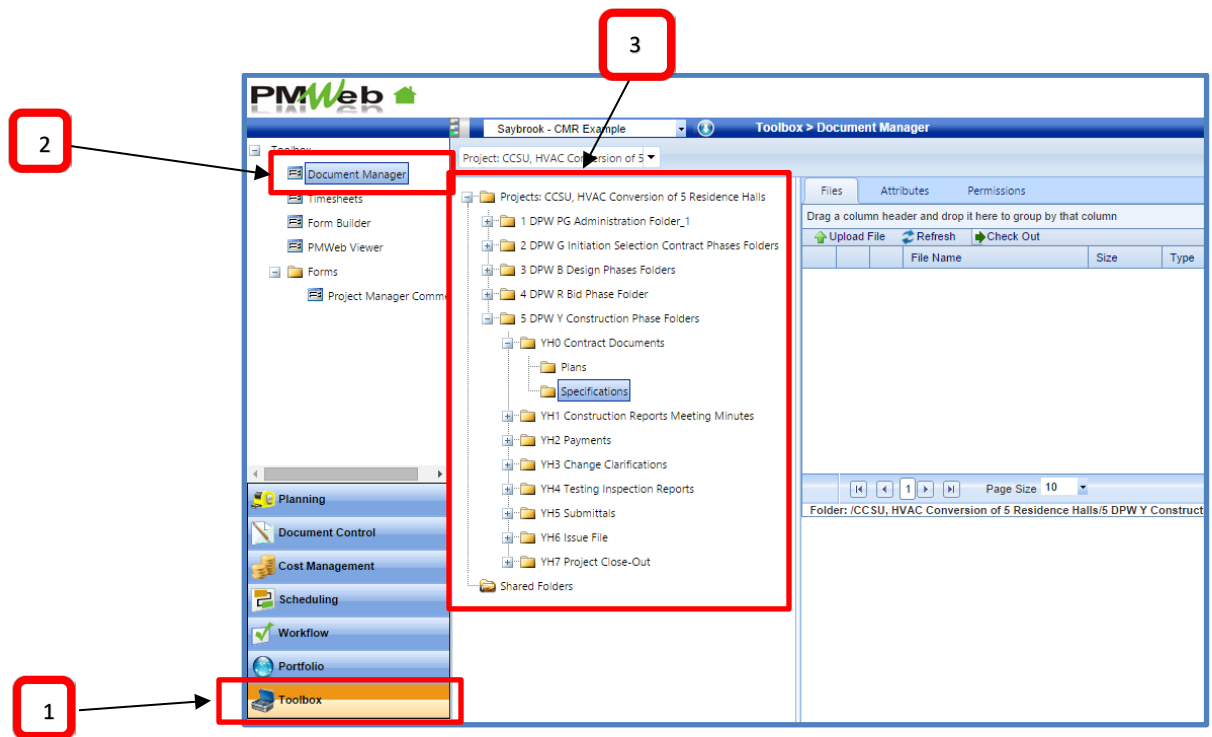 3
PMWeb
Saybrook - CMR Example
Toolbox > Document Manager
2
Toolbox
Project: CCSU, HVAC Conversion of 5
Document Manager
Timesheets
Form Builder
PMWeb Viewer
Forms
Project Manager Comme
Projects: CCSU, HVAC Conversion of 5 Residence Halls
1 DPW PG Administration Folder_1
2 DPW G Initiation Selection Contract Phases Folders
3 DPW B Design Phases Folders
4 DPW R Bid Phase Folder
5 DPW Y Construction Phase Folders
YH0 Contract Documents
Plans
Specifications
YH1 Construction Reports Meeting Minutes
YH2 Payments
YH3 Change Clarifications
YH4 Testing Inspection Reports
YH5 Submittals
YH6 Issue File
YH7 Project Close-Out
Shared Folders
Files Attributes Permissions
Drag a column header and drop it here to group by that column
Upload File Refresh Check Out
File Name Size Type
1 Page Size 10
Folder: /CCSU, HVAC Conversion of 5 Residence Halls/5 DPW Y Construct
Planning
Document Control
Cost Management
Scheduling
Workflow
Portfolio
1
Toolbox